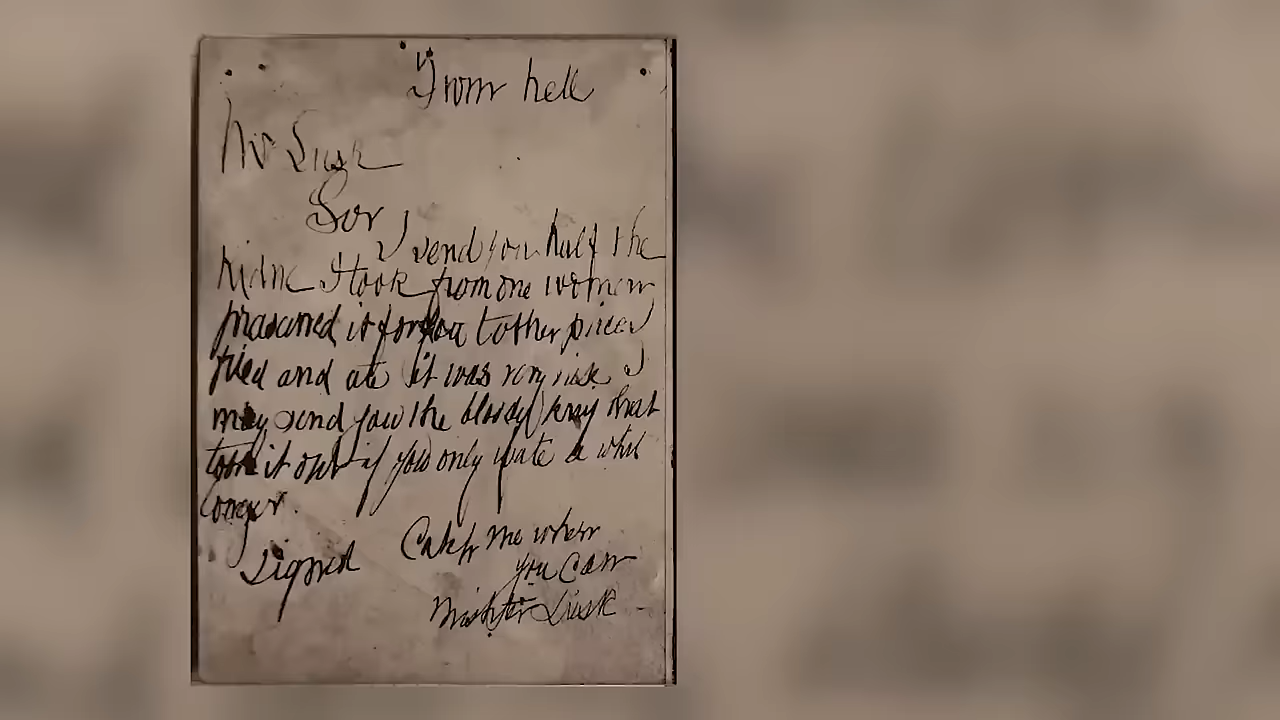 From hell
Mr Lusk
Sor
I send you half the
Kidne I took from one women
prasarved it for you tother piece I
fried and ate it was very nise I
may send you the bloody knif that
took it out if you only wate a whil
longer.
Signed Catch me when
you Can
Mishter Lusk